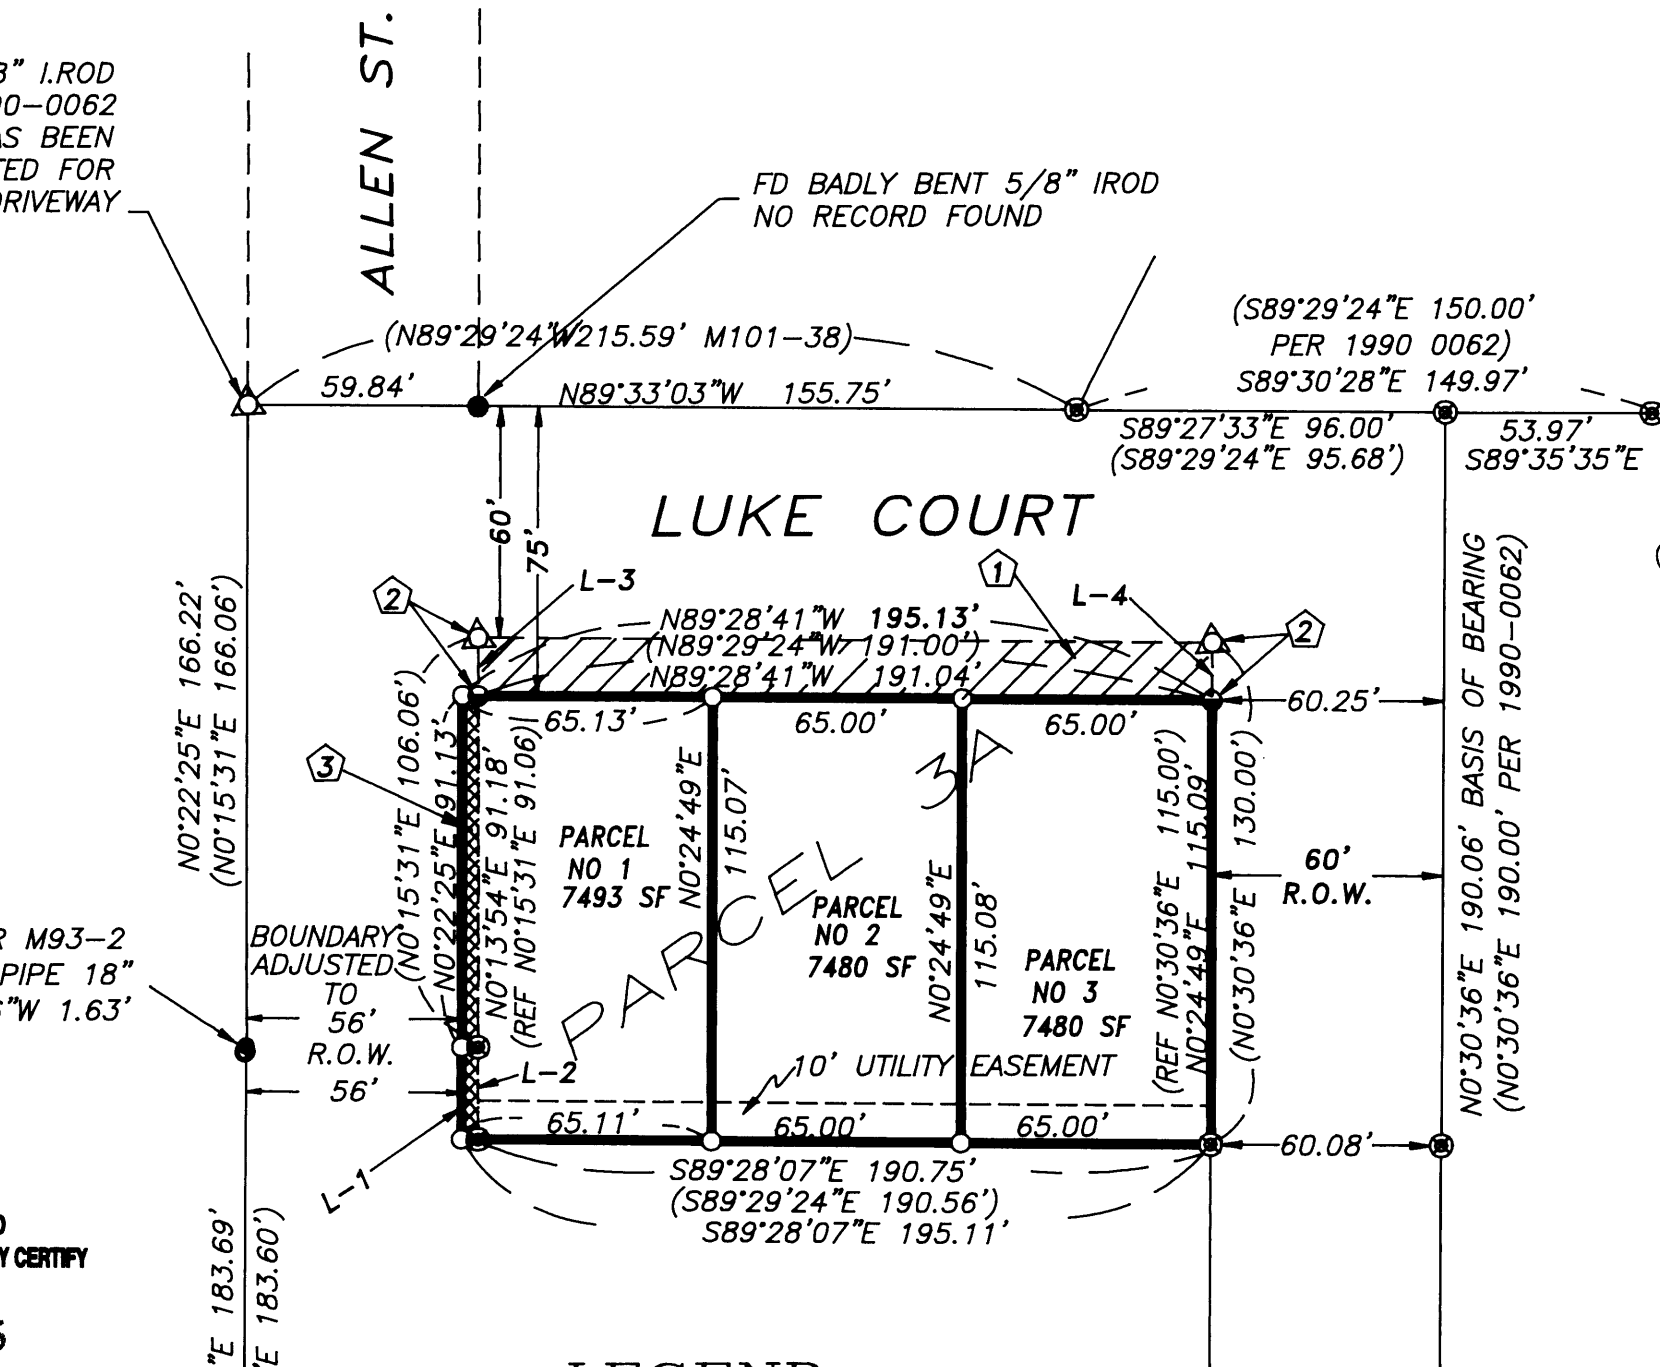 ALLEN ST.
8" I.ROD
90-0062
AS BEEN
TED FOR
DRIVEWAY
FD BADLY BENT 5/8" IROD
NO RECORD FOUND
(N89°29'24"W 215.59' M101-38)
59.84'
N89°33'03"W 155.75'
(S89°29'24"E 150.00'
PER 1990 0062)
S89°30'28"E 149.97'
S89°27'33"E 96.00'
(S89°29'24"E 95.68')
53.97'
S89°35'35"E
LUKE COURT
60'
75'
L-3
1
L-4
2
2
N89°28'41"W 195.13'
(N89°29'24"W 191.00')
N89°28'41"W 191.04'
65.13'
65.00'
65.00'
60.25'
N0°22'25"E 166.22'
(N0°15'31"E 166.06')
3
(N0°15'31"E 106.06')
N0°22'25"E 91.13'
N0°13'54"E 91.18'
(REF N0°15'31"E 91.06)
PARCEL
NO 1
7493 SF
N0°24'49"E
115.07'
PARCEL 3A
PARCEL
NO 2
7480 SF
N0°24'49"E
115.08'
PARCEL
NO 3
7480 SF
(REF N0°30'36"E 115.00')
N0°24'49"E 115.09'
(N0°30'36"E 130.00')
60'
R.O.W.
N0°30'36"E 190.06' BASIS OF BEARING
(N0°30'36"E 190.00' PER 1990-0062)
R M93-2
PIPE 18"
"W 1.63'
BOUNDARY
ADJUSTED
TO
56'
R.O.W.
56'
L-2
10' UTILITY EASEMENT
65.11'
65.00'
65.00'
60.08'
L-1
S89°28'07"E 190.75'
(S89°29'24"E 190.56')
S89°28'07"E 195.11'
Y CERTIFY
"E 183.69'
"E 183.60')
LEGEND